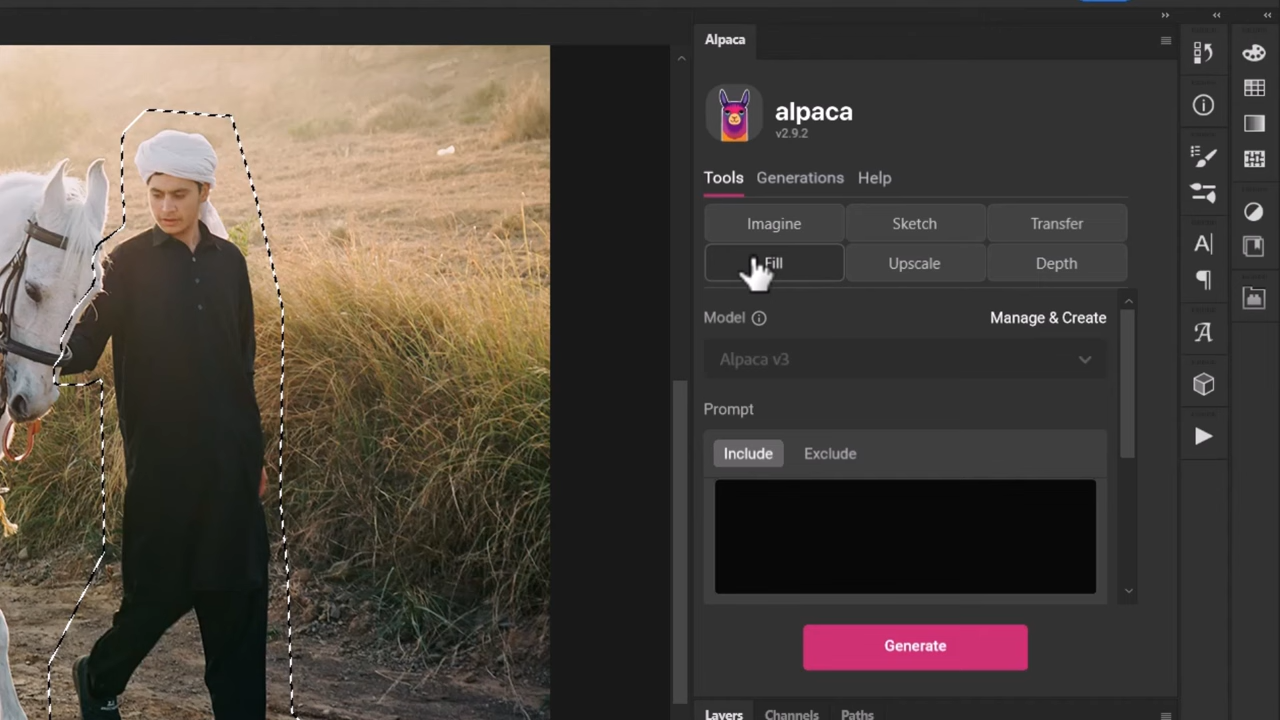 Alpaca
alpaca
v2.9.2
Tools Generations Help
Imagine Sketch Transfer
Fill Upscale Depth
Model Manage & Create
Alpaca v3
Prompt
Include Exclude
Generate
Layers Channels Paths